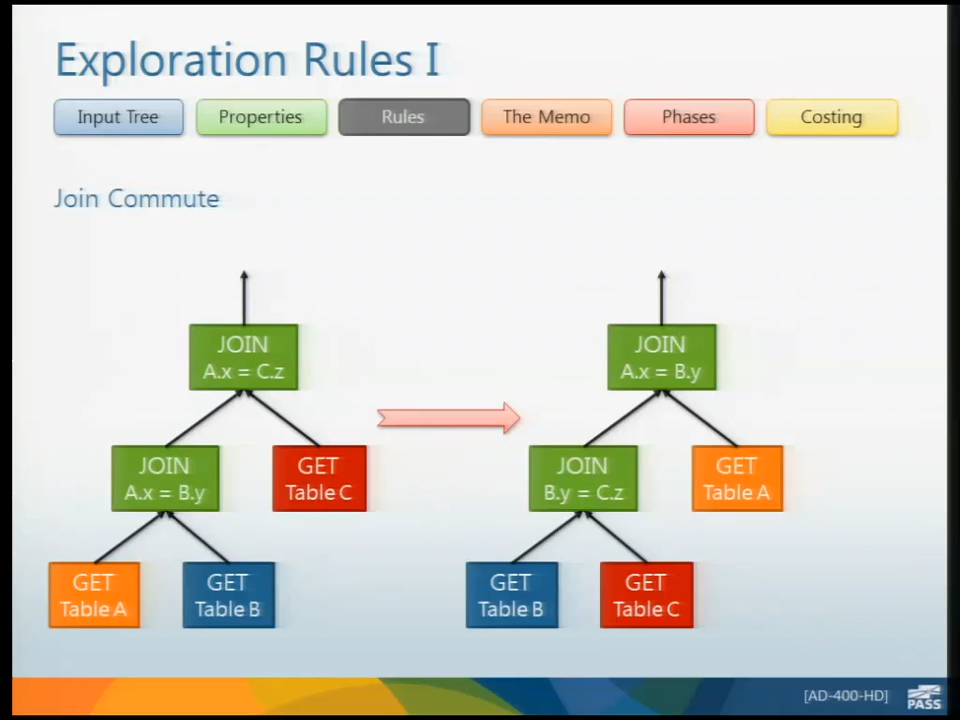 Exploration Rules I
Input Tree
Properties
Rules
The Memo
Phases
Costing
Join Commute
JOIN
A.x = C.z
JOIN
A.x = B.y
JOIN
A.x = B.y
GET
Table C
JOIN
B.y = C.z
GET
Table A
GET
Table A
GET
Table B
GET
Table B
GET
Table C
[AD-400-HD]
PASS